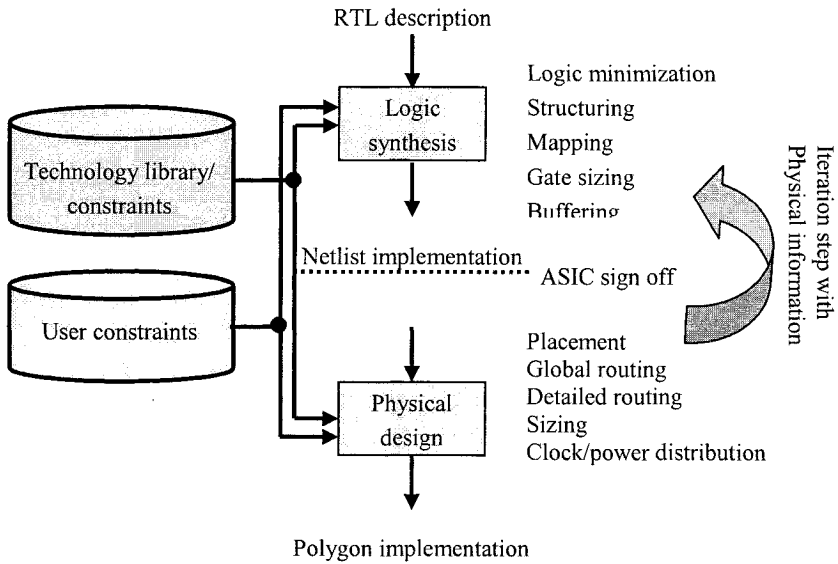 RTL description
Logic
synthesis
Logic minimization
Structuring
Mapping
Gate sizing
Buffering
Technology library/
constraints
Netlist implementation
ASIC sign off
User constraints
Physical
design
Placement
Global routing
Detailed routing
Sizing
Clock/power distribution
Iteration step with
Physical information
Polygon implementation